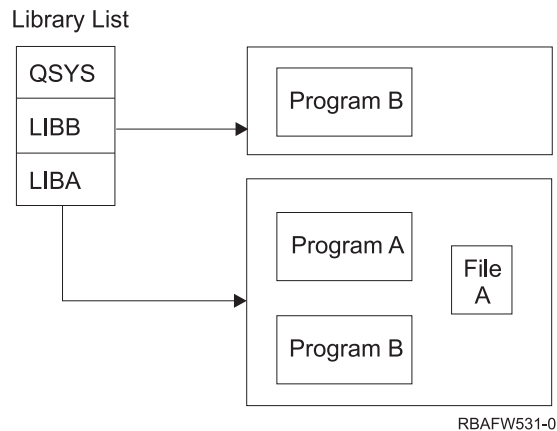 Library List
QSYS
LIBB
LIBA
Program B
Program A
File
A
Program B
RBAFW531-0